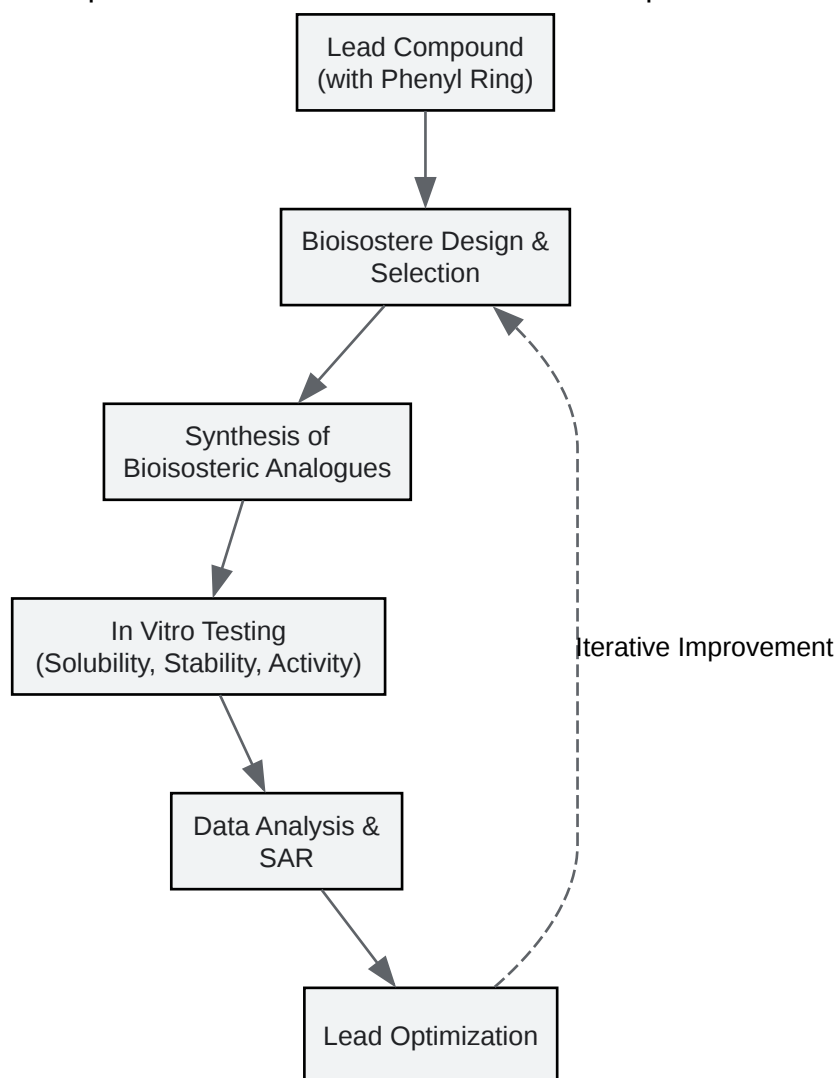 Lead Compound
(with Phenyl Ring)
Bioisostere Design &
Selection
Synthesis of
Bioisosteric Analogues
In Vitro Testing
(Solubility, Stability, Activity)
Iterative Improvement
Data Analysis &
SAR
Lead Optimization